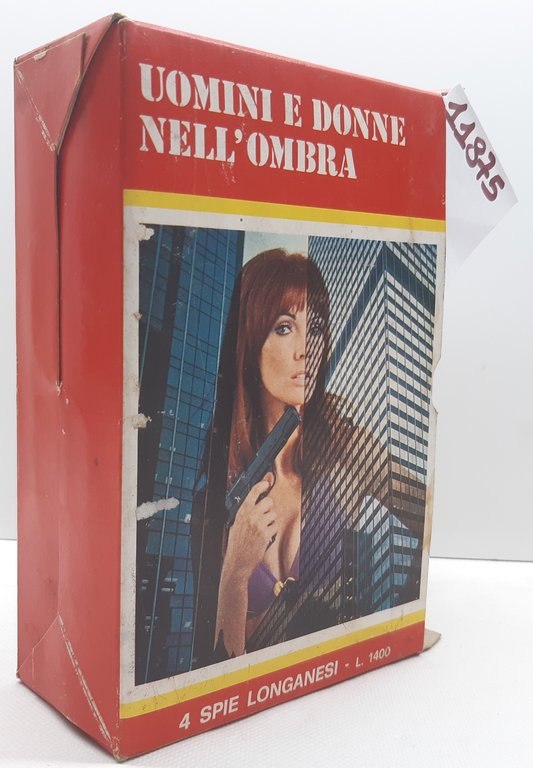 UOMINI E DONNE
NELL'OMBRA
11875
4 SPIE LONGANESI - L. 1400